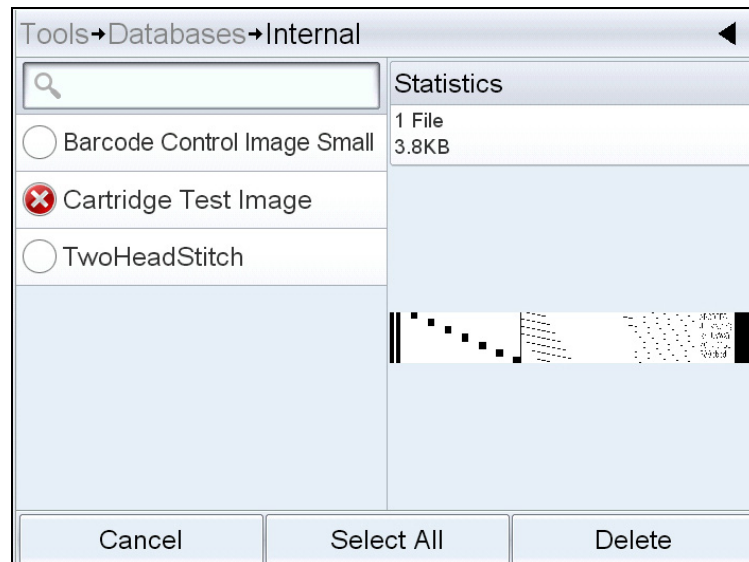 Tools→Databases→Internal
Statistics
1 File
3.8KB
Barcode Control Image Small
Cartridge Test Image
TwoHeadStitch
Cancel
Select All
Delete